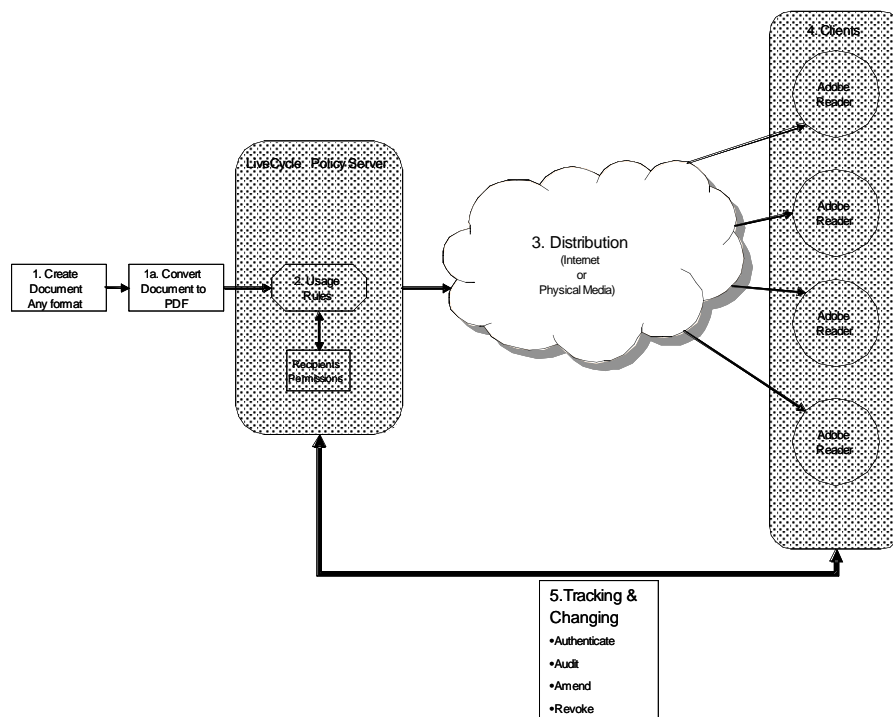 1. Create
Document
Any format
1a. Convert
Document to
PDF
LiveCycle: Policy Server
2. Usage
Rules
Recipients
Permissions
3. Distribution
(Internet
or
Physical Media)
4. Clients
Adobe
Reader
Adobe
Reader
Adobe
Reader
Adobe
Reader
5.Tracking &
Changing
•Authenticate
•Audit
•Amend
•Revoke